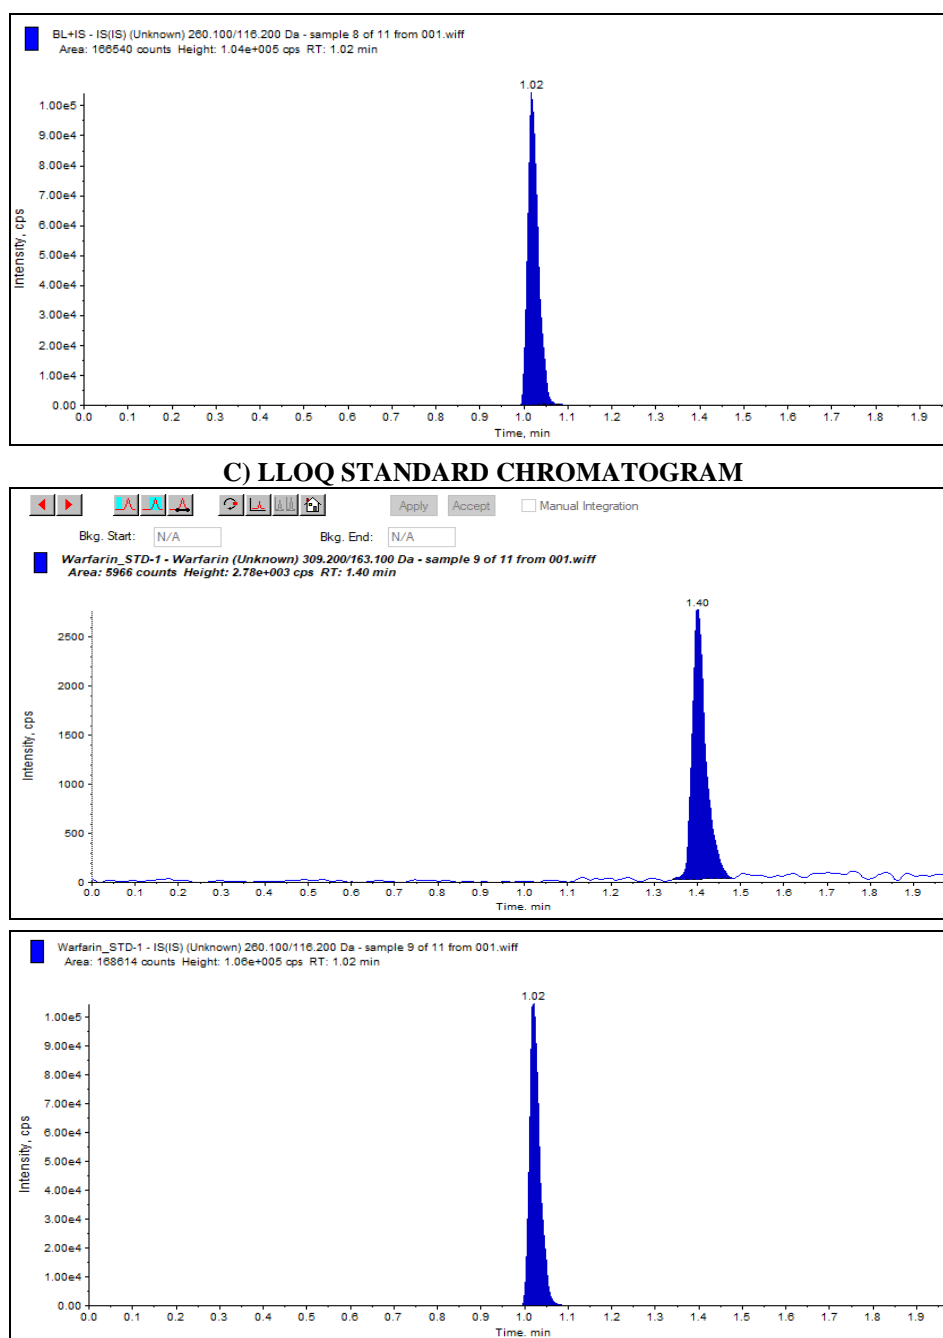 BL+IS - IS(IS) (Unknown) 260.100/116.200 Da - sample 8 of 11 from 001.wiff
Area: 166540 counts Height: 1.04e+005 cps RT: 1.02 min
1.02
1.00e5
9.00e4
8.00e4
7.00e4
6.00e4
5.00e4
4.00e4
3.00e4
2.00e4
1.00e4
0.00
Intensity, cps
0.0 0.1 0.2 0.3 0.4 0.5 0.6 0.7 0.8 0.9 1.0 1.1 1.2 1.3 1.4 1.5 1.6 1.7 1.8 1.9
Time, min
C) LLOQ STANDARD CHROMATOGRAM
Apply Accept Manual Integration
Bkg. Start: N/A Bkg. End: N/A
Warfarin_STD-1 - Warfarin (Unknown) 309.200/163.100 Da - sample 9 of 11 from 001.wiff
Area: 5966 counts Height: 2.78e+003 cps RT: 1.40 min
1.40
2500
2000
1500
1000
500
0
Intensity, cps
0.0 0.1 0.2 0.3 0.4 0.5 0.6 0.7 0.8 0.9 1.0 1.1 1.2 1.3 1.4 1.5 1.6 1.7 1.8 1.9
Time, min
Warfarin_STD-1 - IS(IS) (Unknown) 260.100/116.200 Da - sample 9 of 11 from 001.wiff
Area: 168614 counts Height: 1.06e+005 cps RT: 1.02 min
1.02
1.00e5
9.00e4
8.00e4
7.00e4
6.00e4
5.00e4
4.00e4
3.00e4
2.00e4
1.00e4
0.00
Intensity, cps
0.0 0.1 0.2 0.3 0.4 0.5 0.6 0.7 0.8 0.9 1.0 1.1 1.2 1.3 1.4 1.5 1.6 1.7 1.8 1.9
Time, min